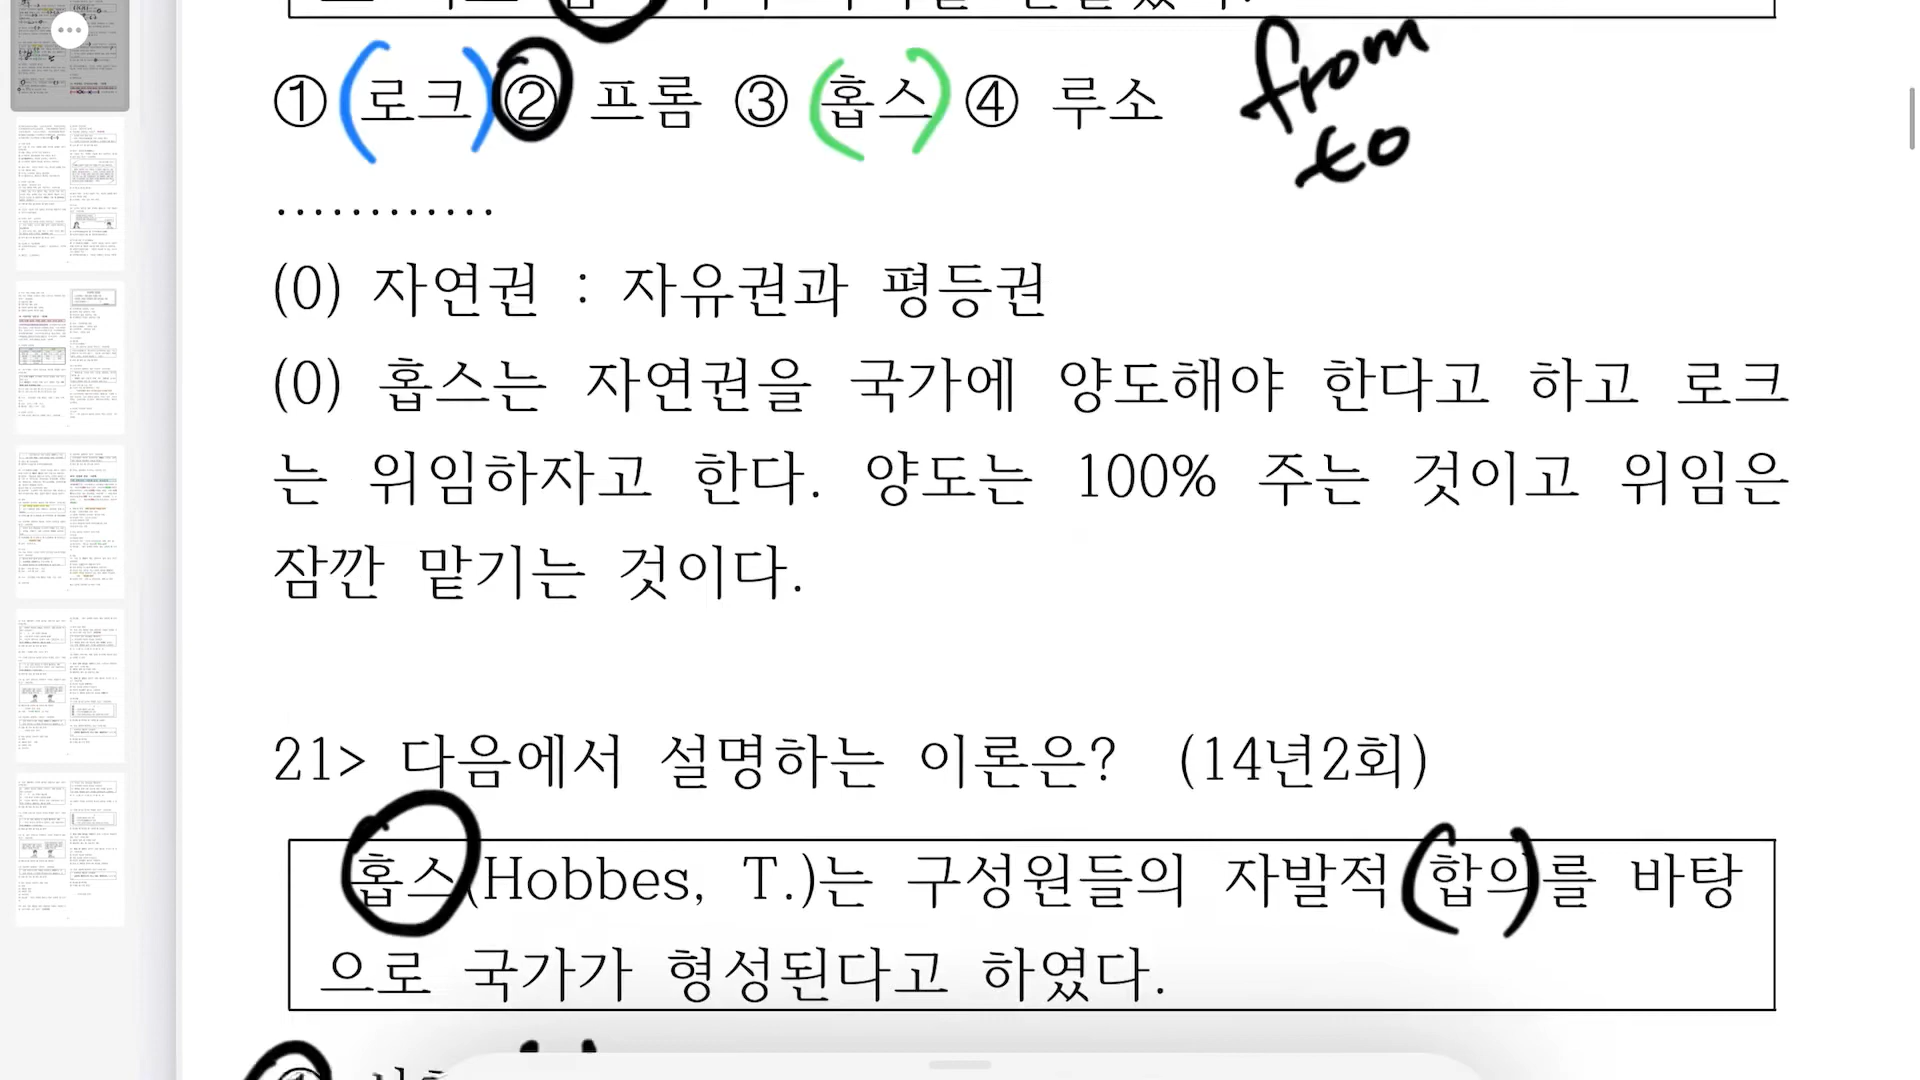 ① 로크 ② 프롬 ③ 홉스 ④ 루소
from
to
............
(0) 자연권 : 자유권과 평등권
(0) 홉스는 자연권을 국가에 양도해야 한다고 하고 로크
는 위임하자고 한다. 양도는 100% 주는 것이고 위임은
잠깐 맡기는 것이다.
21> 다음에서 설명하는 이론은? (14년2회)
홉스(Hobbes, T.)는 구성원들의 자발적 합의를 바탕
으로 국가가 형성된다고 하였다.